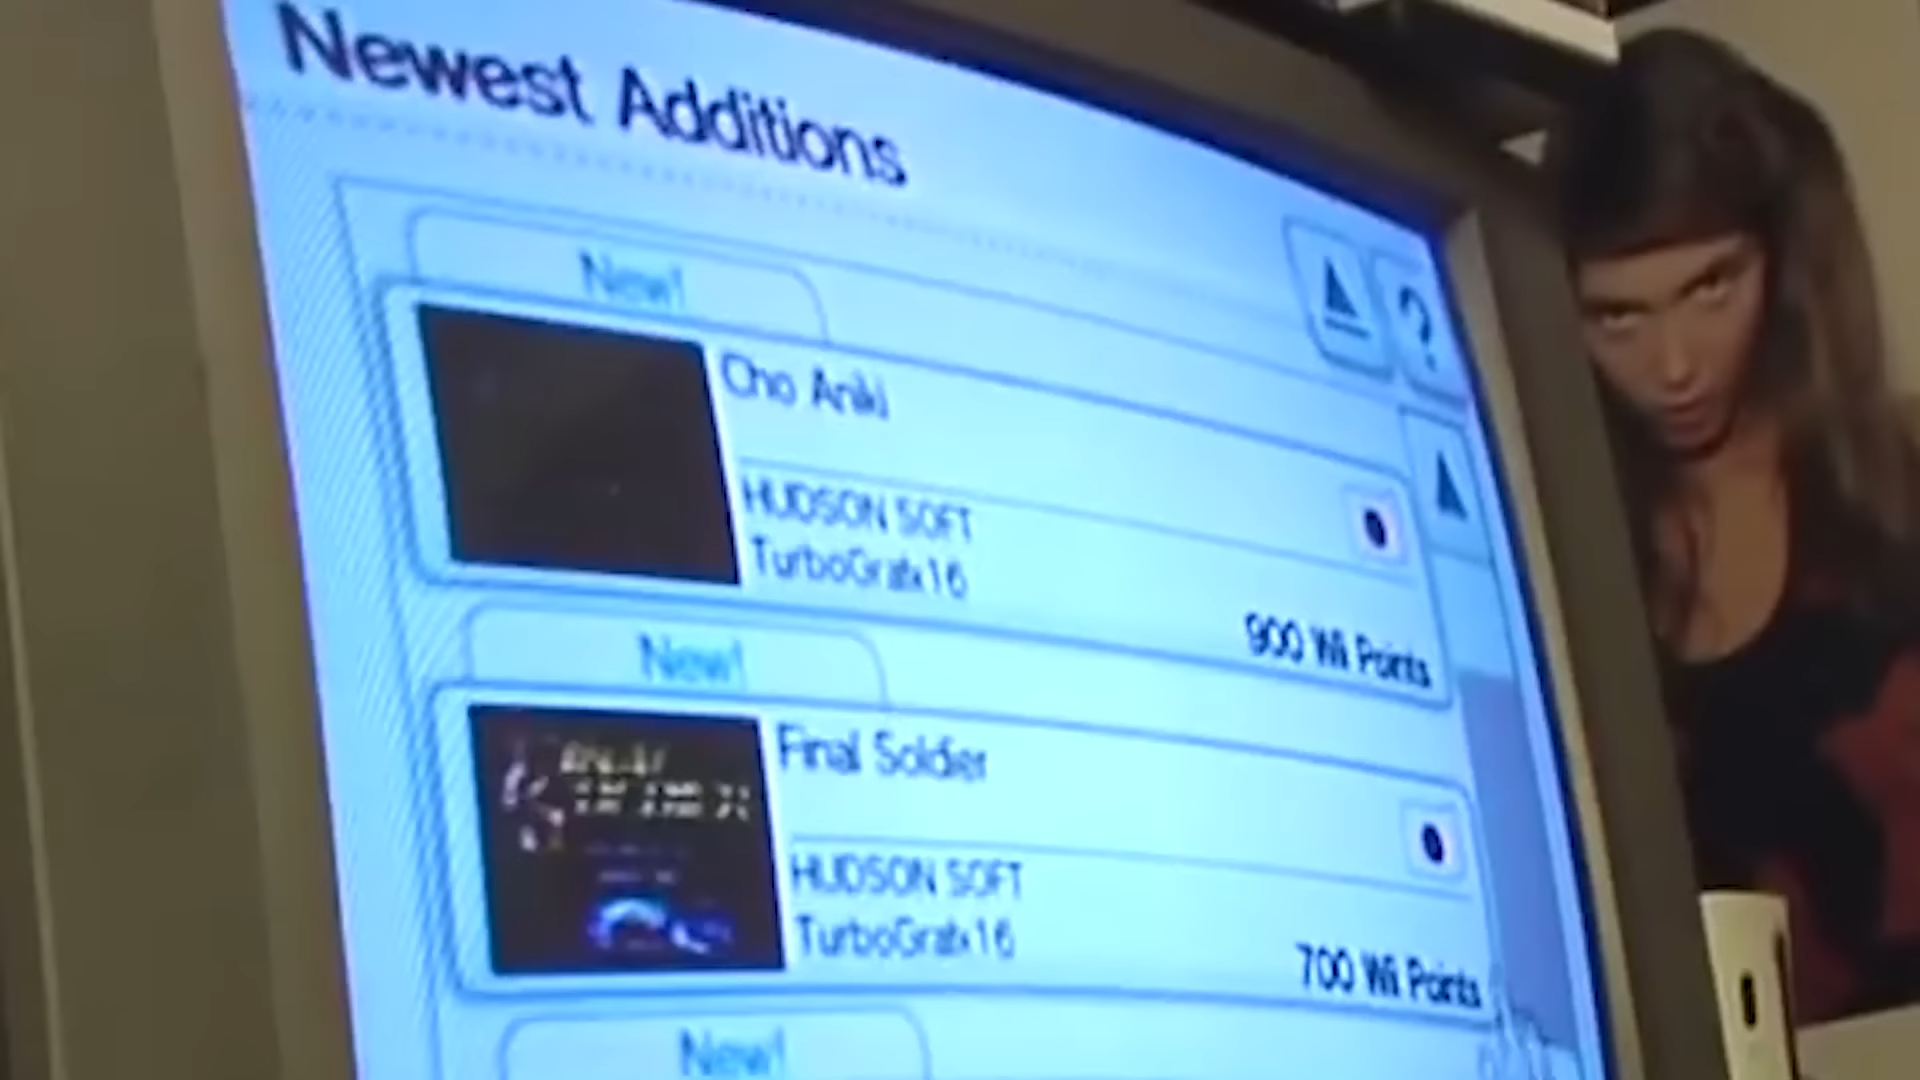 Newest Additions
?
New!
Cho Aniki
HUDSON SOFT
TurboGrafx16
900 Wii Points
New!
Final Soldier
HUDSON SOFT
TurboGrafx16
700 Wii Points
New!